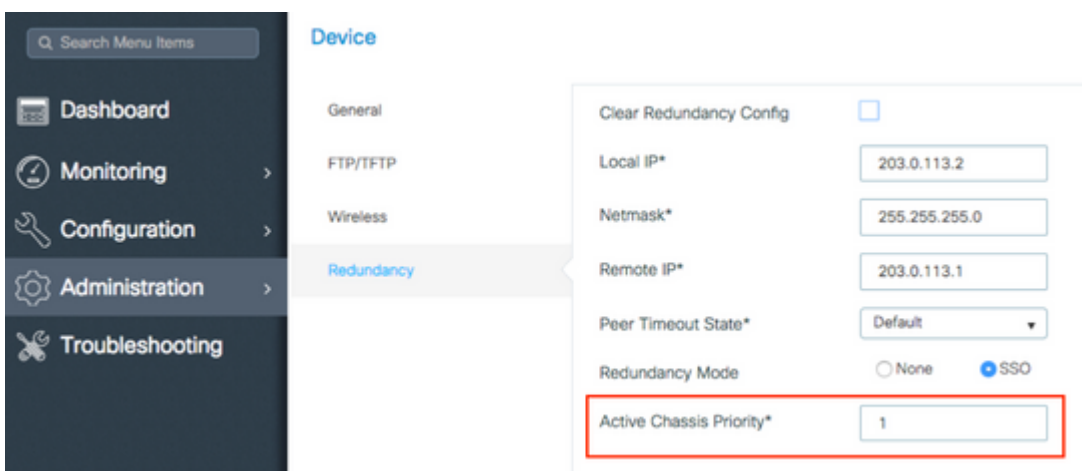 Search Menu Items
Dashboard
Monitoring
Configuration
Administration
Troubleshooting
Device
General
FTP/TFTP
Wireless
Redundancy
Clear Redundancy Config
Local IP* 203.0.113.2
Netmask* 255.255.255.0
Remote IP* 203.0.113.1
Peer Timeout State* Default
Redundancy Mode None SSO
Active Chassis Priority* 1